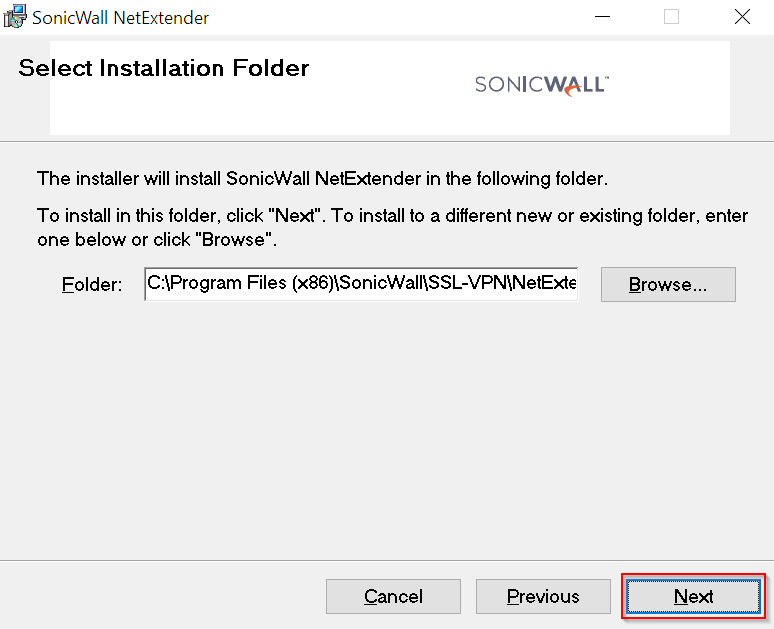 SonicWall NetExtender
Select Installation Folder
SONICWALL™
The installer will install SonicWall NetExtender in the following folder.
To install in this folder, click "Next". To install to a different new or existing folder, enter
one below or click "Browse".
Folder: C:\Program Files (x86)\SonicWall\SSL-VPN\NetExte Browse...
Cancel Previous Next